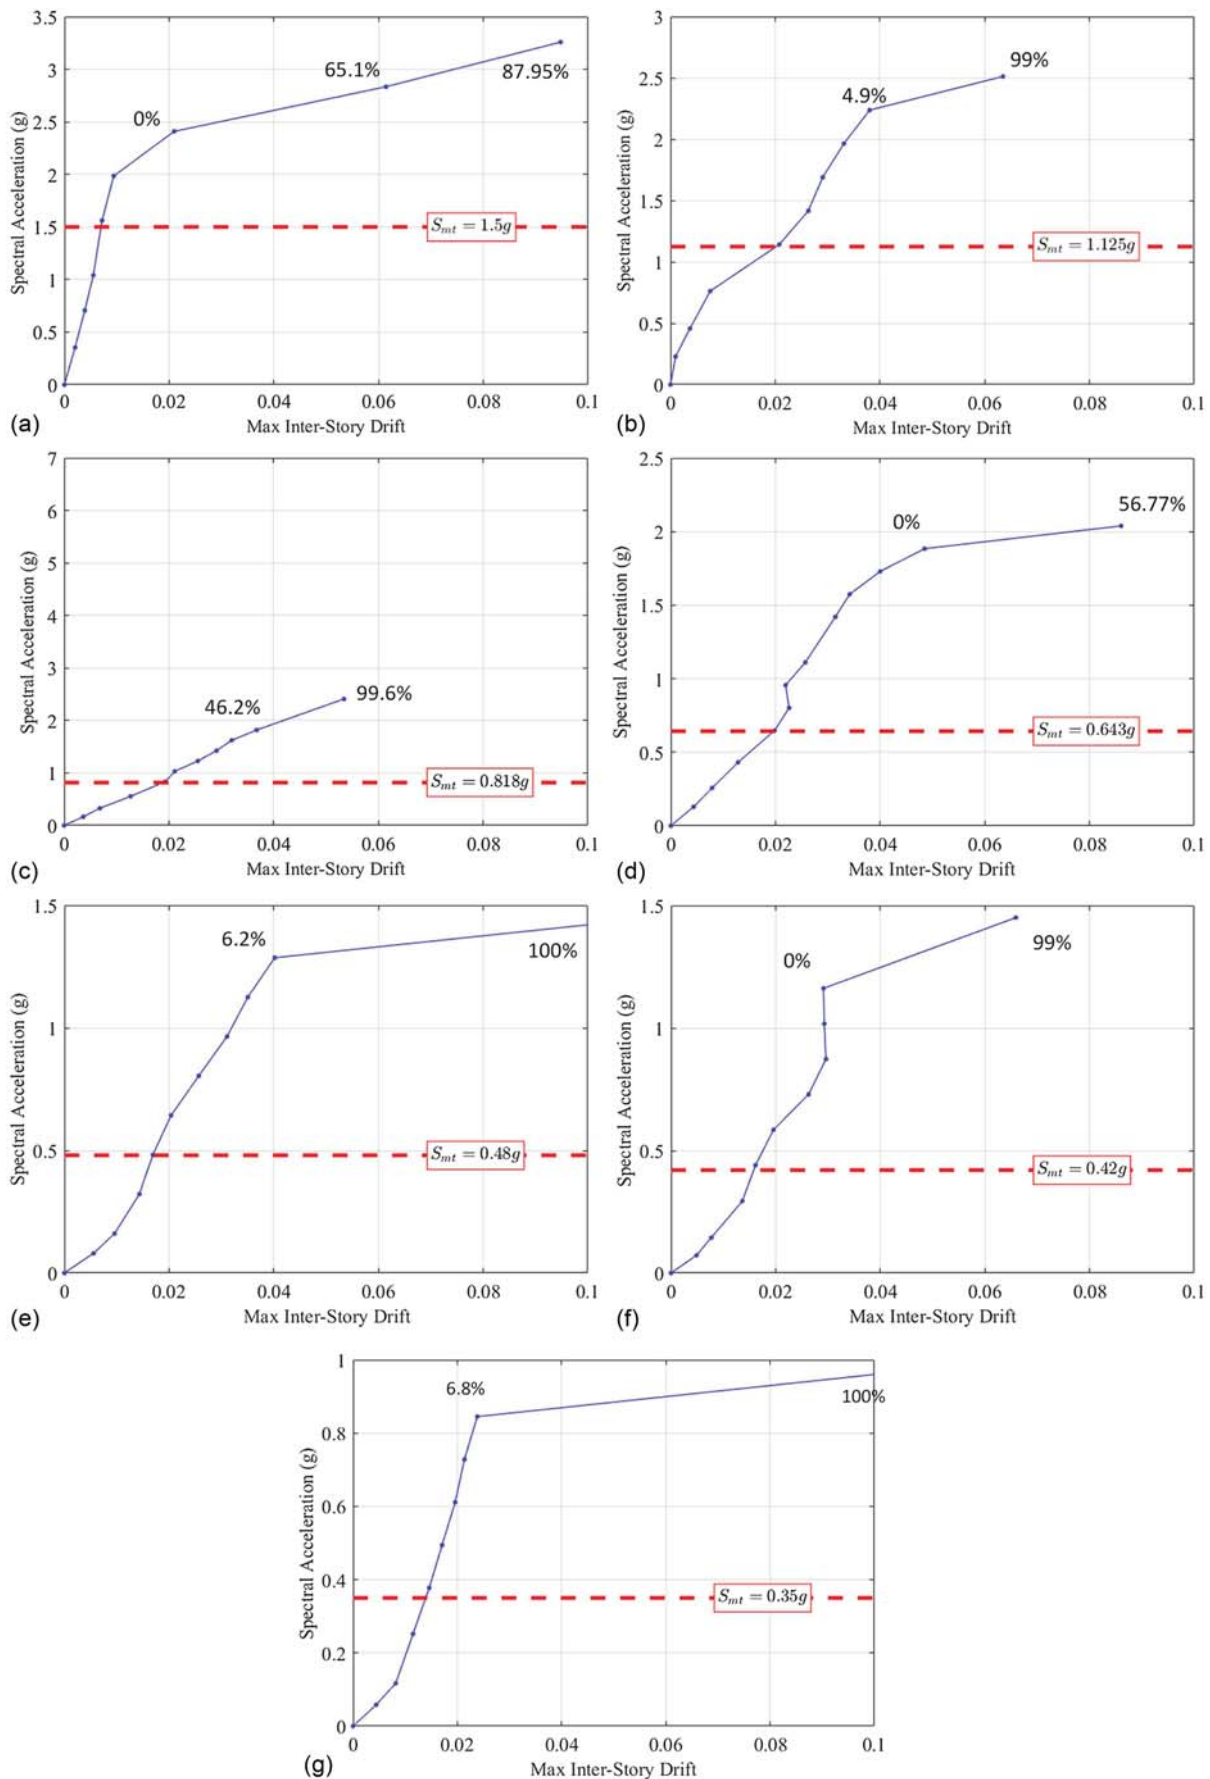 3.5
3
2.5
2
1.5
1
0.5
0
0 0.02 0.04 0.06 0.08 0.1
Spectral Acceleration (g)
Max Inter-Story Drift
0%
65.1%
87.95%
S_mt = 1.5g
(a)
3
2.5
2
1.5
1
0.5
0
0 0.02 0.04 0.06 0.08 0.1
Spectral Acceleration (g)
Max Inter-Story Drift
4.9%
99%
S_mt = 1.125g
(b)
7
6
5
4
3
2
1
0
0 0.02 0.04 0.06 0.08 0.1
Spectral Acceleration (g)
Max Inter-Story Drift
46.2%
99.6%
S_mt = 0.818g
(c)
2.5
2
1.5
1
0.5
0
0 0.02 0.04 0.06 0.08 0.1
Spectral Acceleration (g)
Max Inter-Story Drift
0%
56.77%
S_mt = 0.643g
(d)
1.5
1
0.5
0
0 0.02 0.04 0.06 0.08 0.1
Spectral Acceleration (g)
Max Inter-Story Drift
6.2%
100%
S_mt = 0.48g
(e)
1.5
1
0.5
0
0 0.02 0.04 0.06 0.08 0.1
Spectral Acceleration (g)
Max Inter-Story Drift
0%
99%
S_mt = 0.42g
(f)
1
0.8
0.6
0.4
0.2
0
0 0.02 0.04 0.06 0.08 0.1
Spectral Acceleration (g)
Max Inter-Story Drift
6.8%
100%
S_mt = 0.35g
(g)